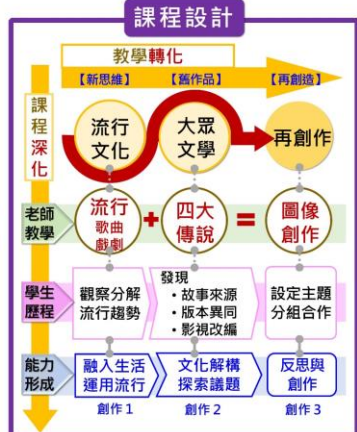 課程設計
教學轉化
【新思維】 【舊作品】 【再創造】
課程深化
流行
文化
大眾
文學
再創作
老師
教學
流行
歌曲
戲劇
+
四大
傳說
=
圖像
創作
學生
歷程
觀察分解
流行趨勢
發現
・故事來源
・版本異同
・影視改編
設定主題
分組合作
能力
形成
融入生活
運用流行
文化解構
探索議題
反思與
創作
創作 1
創作 2
創作 3